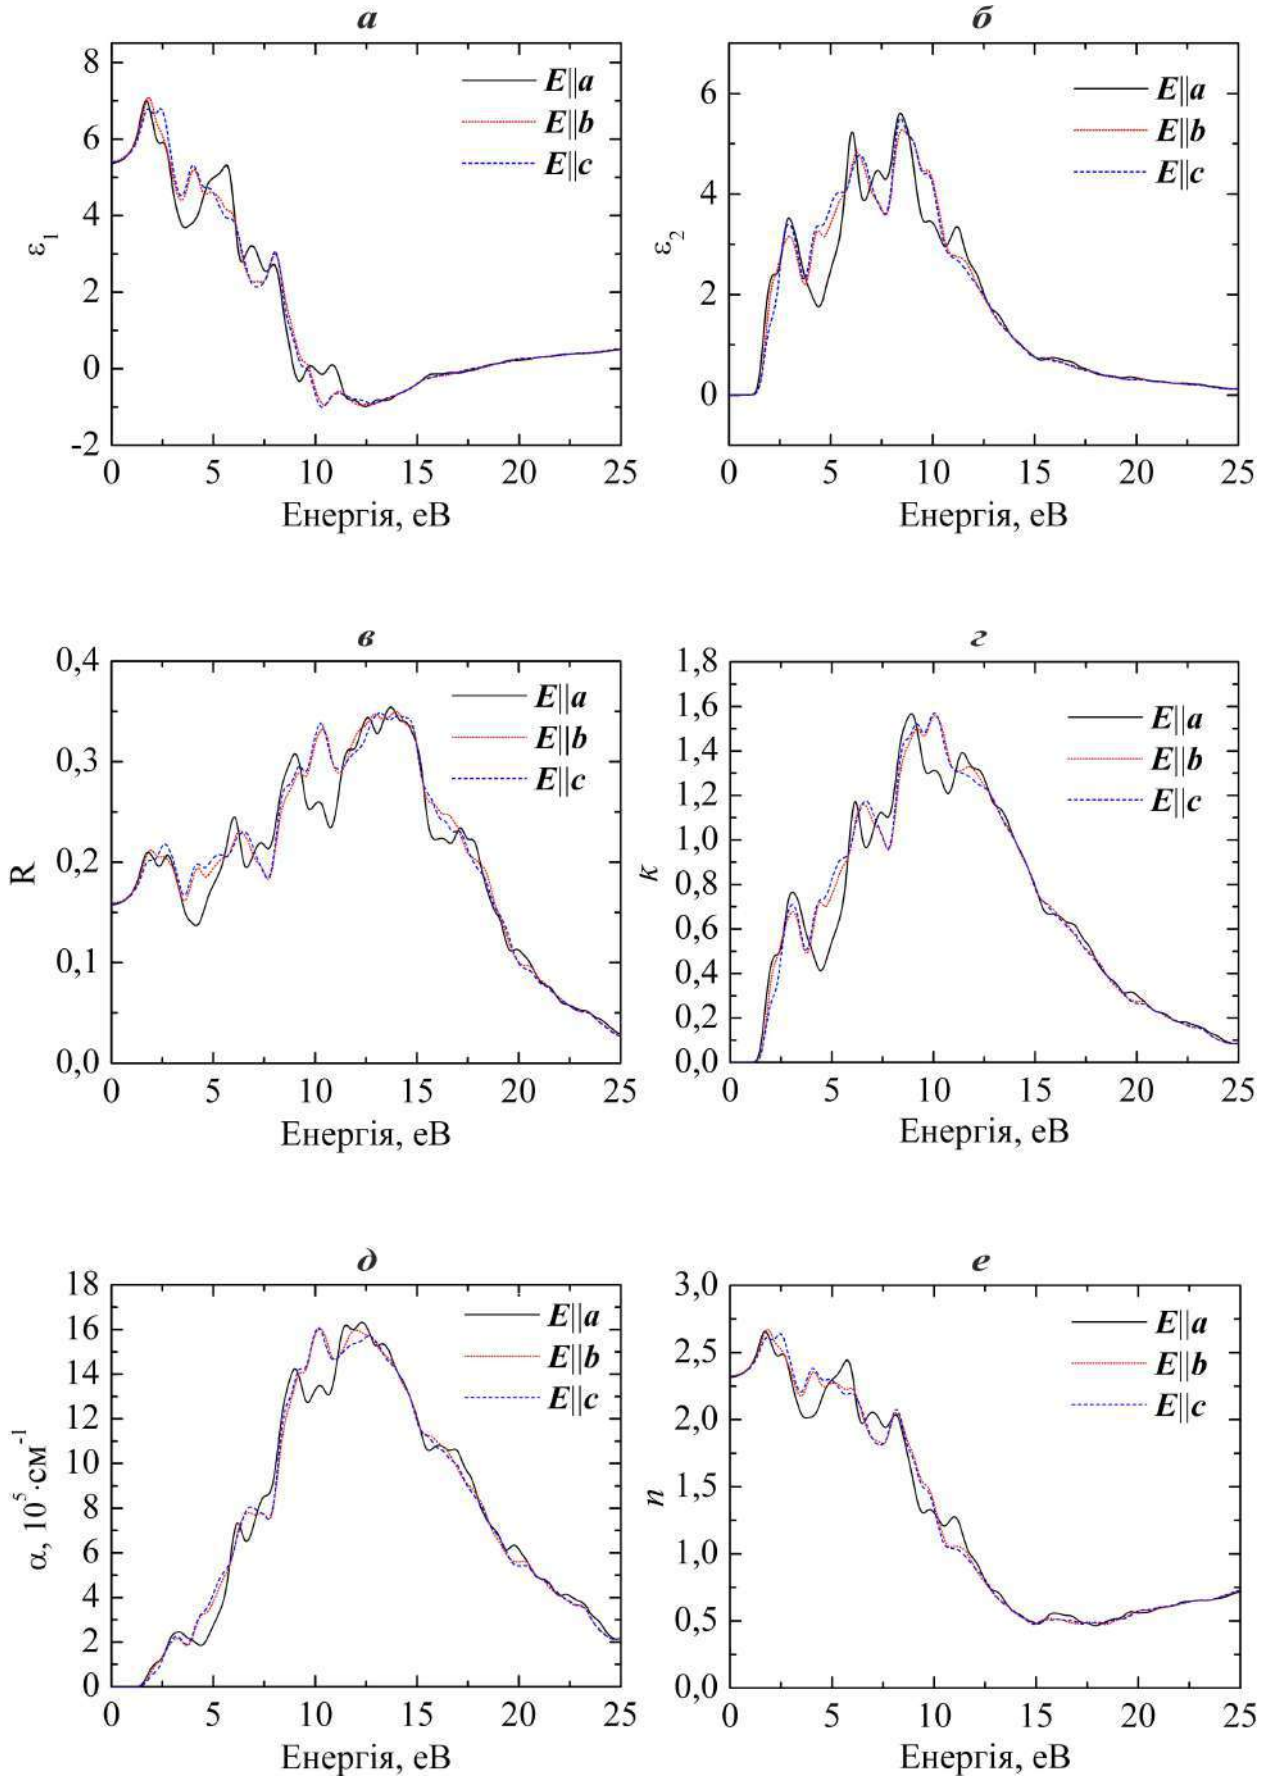 а
8
6
4
2
0
-2
ε₁
E||a
E||b
E||c
0 5 10 15 20 25
Енергія, еВ
б
6
4
2
0
ε₂
E||a
E||b
E||c
0 5 10 15 20 25
Енергія, еВ
в
0,4
0,3
0,2
0,1
0,0
R
E||a
E||b
E||c
0 5 10 15 20 25
Енергія, еВ
г
1,8
1,6
1,4
1,2
1,0
0,8
0,6
0,4
0,2
0,0
κ
E||a
E||b
E||c
0 5 10 15 20 25
Енергія, еВ
д
18
16
14
12
10
8
6
4
2
0
α, 10⁵·см⁻¹
E||a
E||b
E||c
0 5 10 15 20 25
Енергія, еВ
е
3,0
2,5
2,0
1,5
1,0
0,5
0,0
n
E||a
E||b
E||c
0 5 10 15 20 25
Енергія, еВ